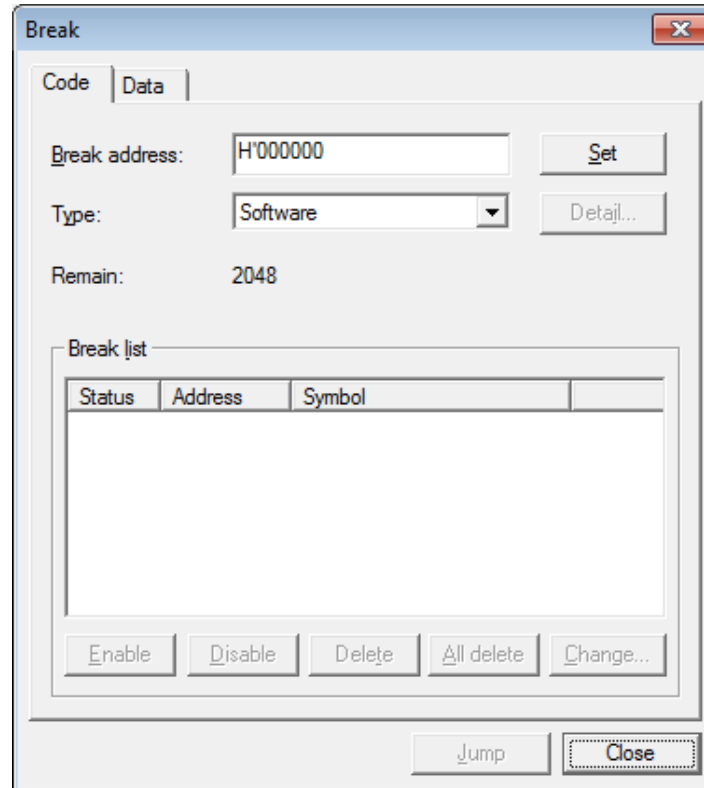 Break
Code Data
Break address: H'000000 Set
Type: Software Detail...
Remain: 2048
Break list
Status Address Symbol
Enable Disable Delete All delete Change...
Jump Close